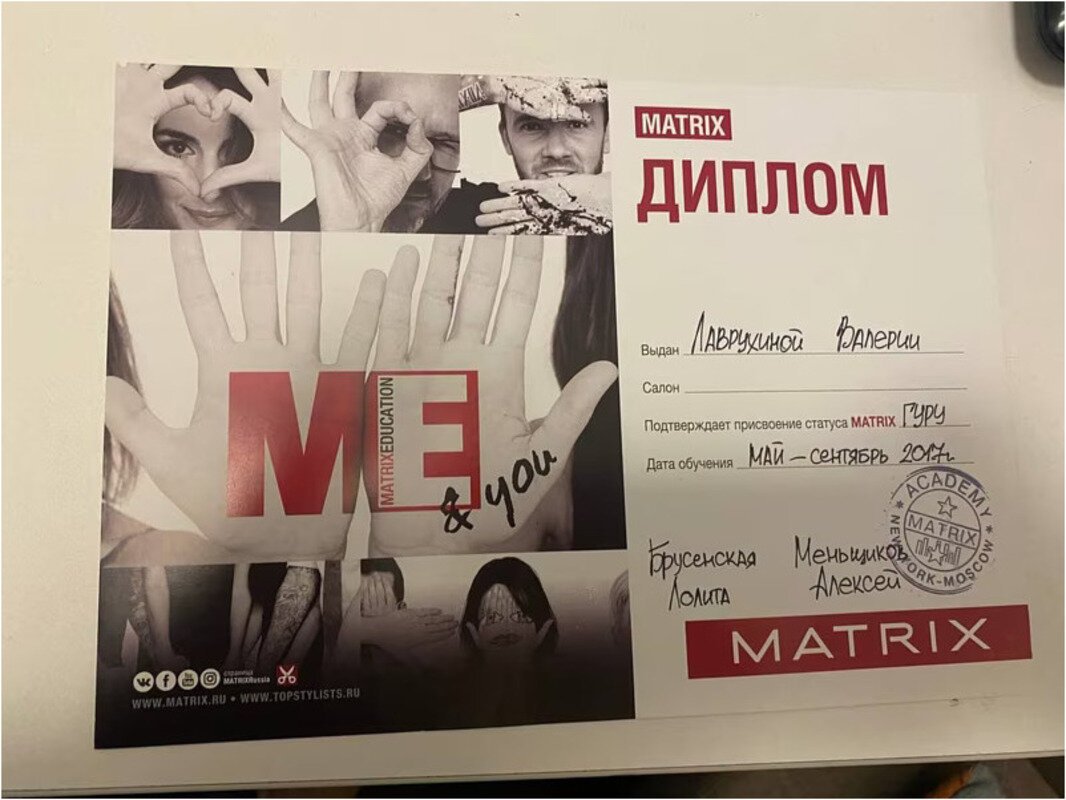 ME
MATRIXEDUCATION
& you
страница
MATRIXRussia
WWW.MATRIX.RU • WWW.TOPSTYLISTS.RU
MATRIX
ДИПЛОМ
Выдан Лаврухиной Валерии
Салон
Подтверждает присвоение статуса MATRIX ГУРУ
Дата обучения МАЙ – СЕНТЯБРЬ 2017г.
Брусенская
Лолита
Меньщиков
Алексей
ACADEMY
MATRIX
NEW-YORK-MOSCOW
MATRIX